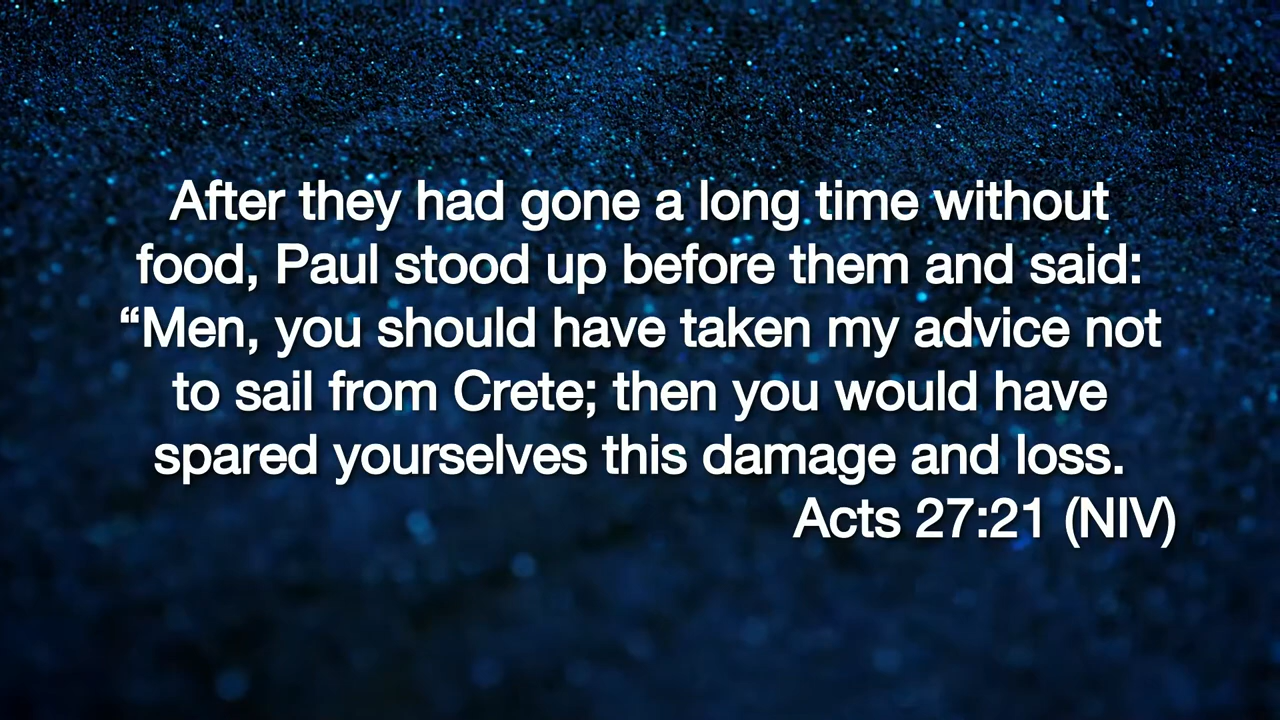 After they had gone a long time without
food, Paul stood up before them and said:
“Men, you should have taken my advice not
to sail from Crete; then you would have
spared yourselves this damage and loss.
Acts 27:21 (NIV)